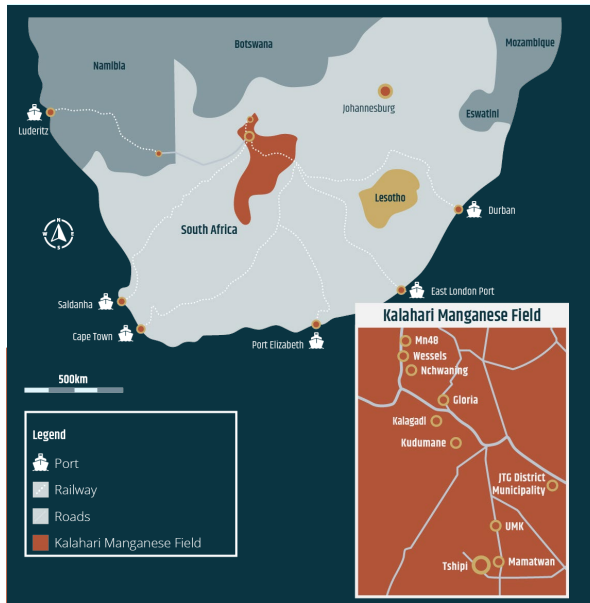 Botswana
Mozambique
Namibia
Johannesburg
Eswatini
Luderitz
Lesotho
Durban
South Africa
N
W E
S
East London Port
Saldanha
Cape Town
Port Elizabeth
500km
Kalahari Manganese Field
Mn48
Wessels
Nchwaning
Gloria
Kalagadi
Kudumane
JTG District
Municipality
UMK
Mamatwan
Tshipi
Legend
Port
Railway
Roads
Kalahari Manganese Field